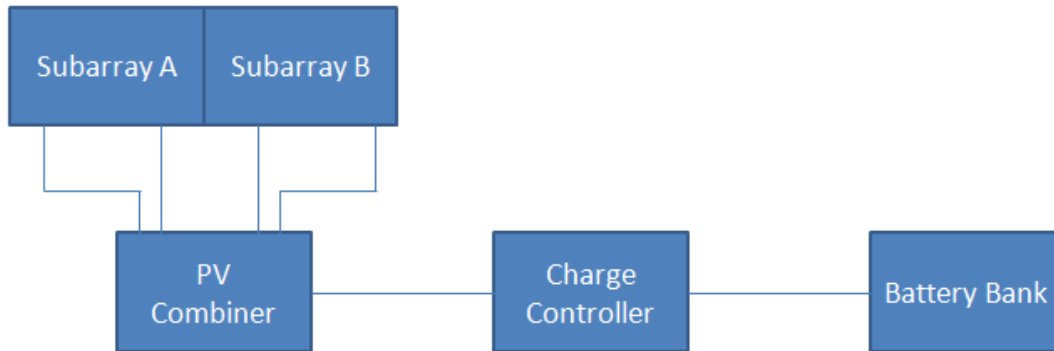 Subarray A
Subarray B
PV
Combiner
Charge
Controller
Battery Bank